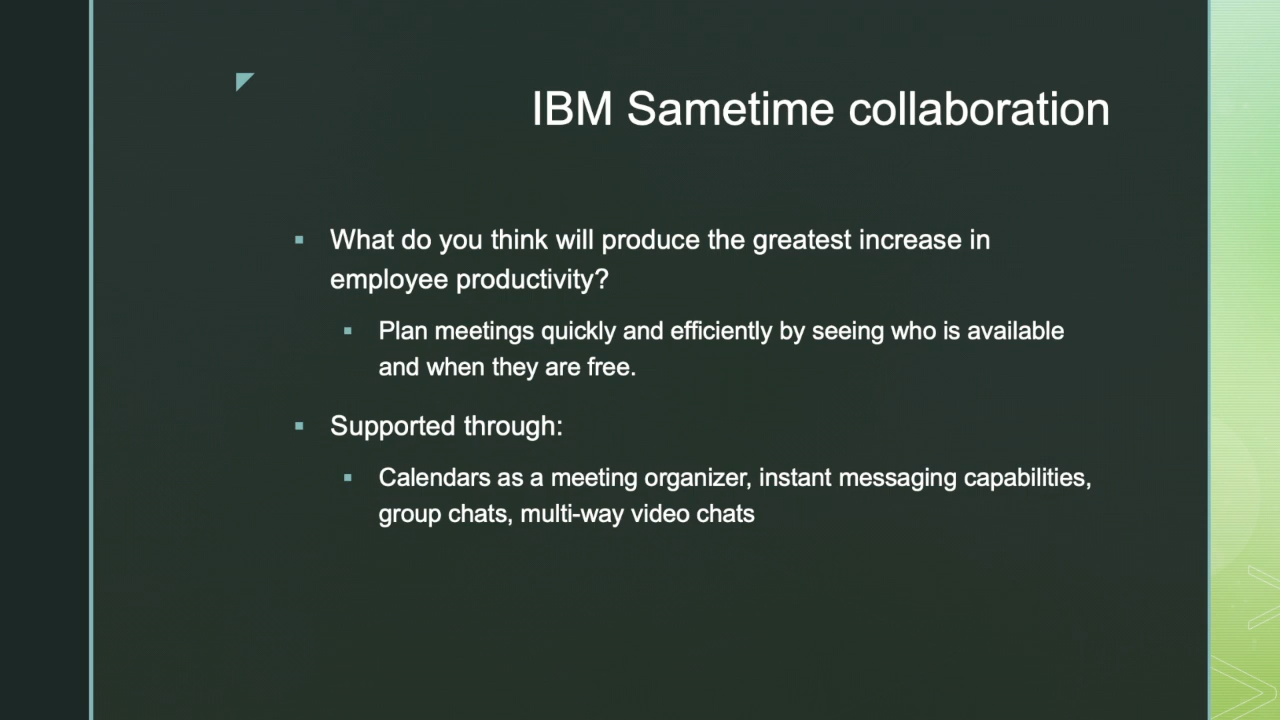 IBM Sametime collaboration
What do you think will produce the greatest increase in
employee productivity?
Plan meetings quickly and efficiently by seeing who is available
and when they are free.
Supported through:
Calendars as a meeting organizer, instant messaging capabilities,
group chats, multi-way video chats